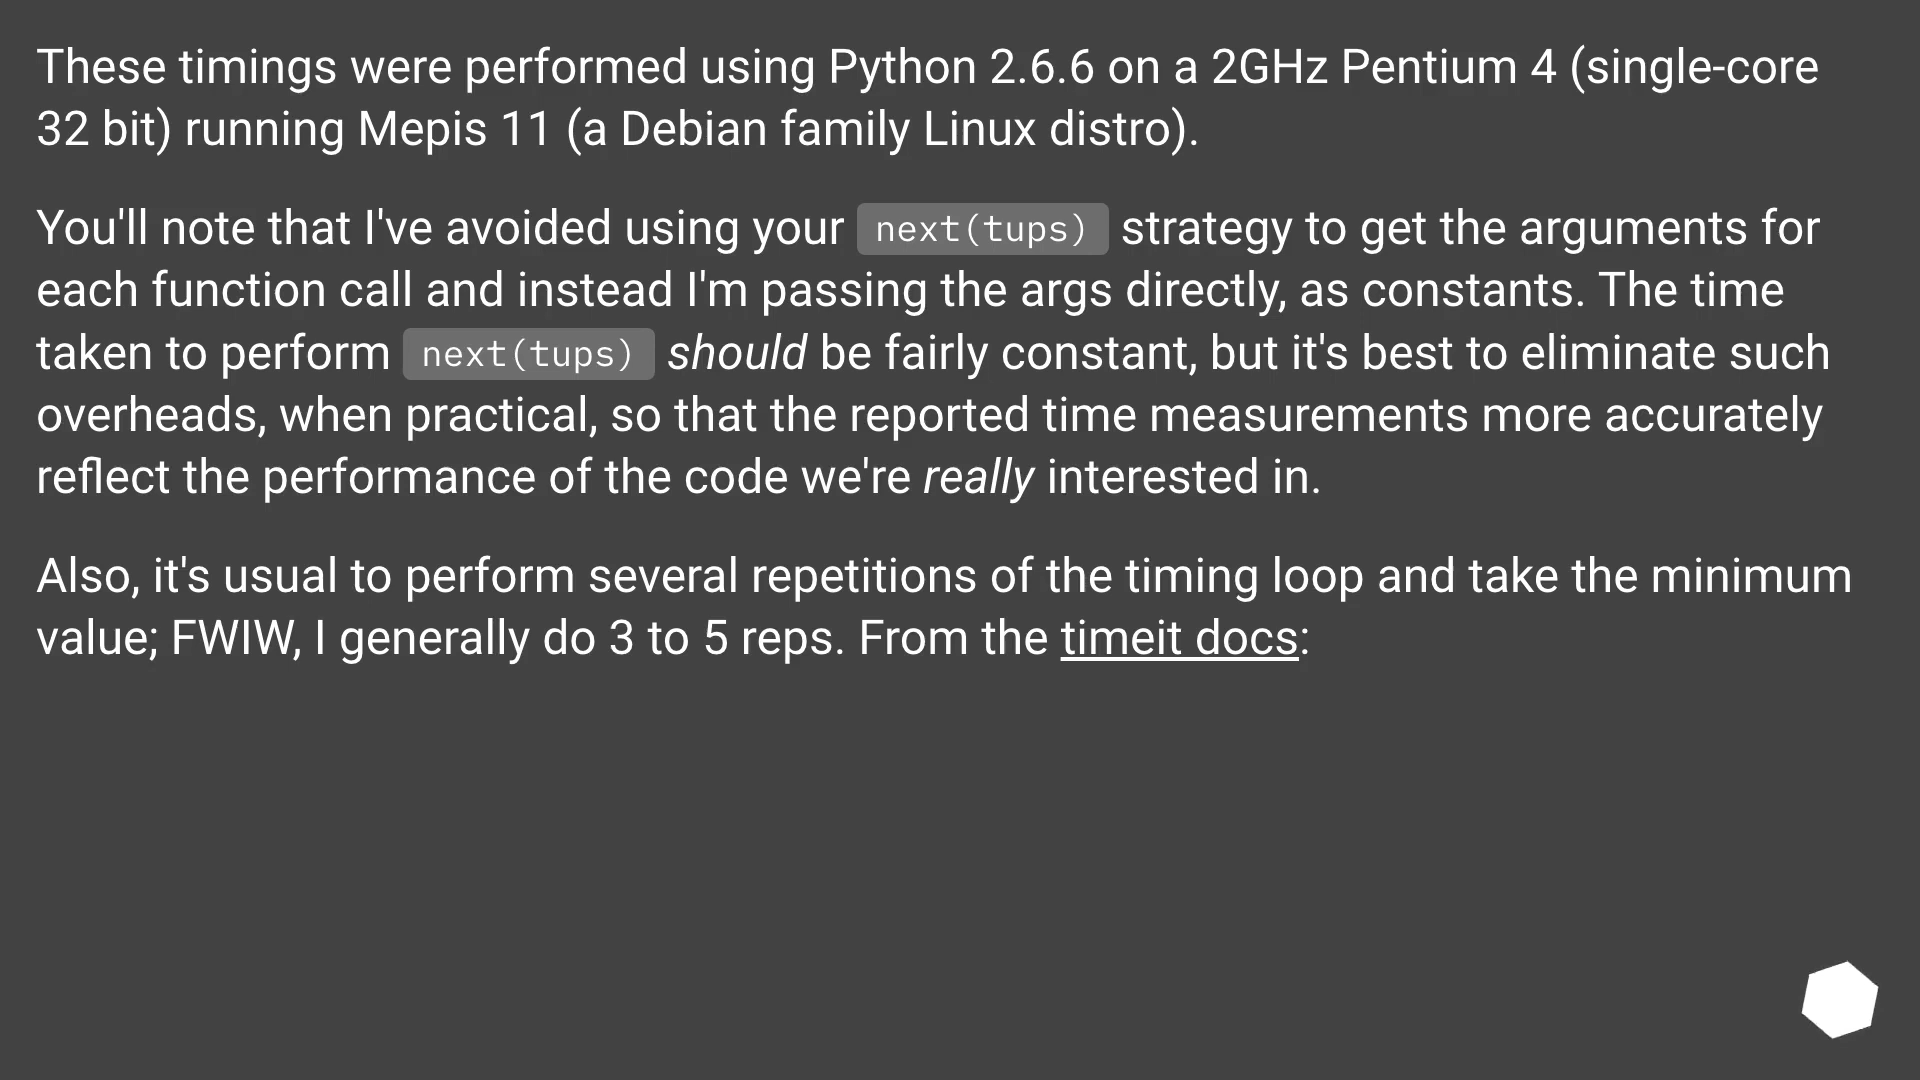 These timings were performed using Python 2.6.6 on a 2GHz Pentium 4 (single-core
32 bit) running Mepis 11 (a Debian family Linux distro).
You'll note that I've avoided using your next(tups) strategy to get the arguments for
each function call and instead I'm passing the args directly, as constants. The time
taken to perform next(tups) should be fairly constant, but it's best to eliminate such
overheads, when practical, so that the reported time measurements more accurately
reflect the performance of the code we're really interested in.
Also, it's usual to perform several repetitions of the timing loop and take the minimum
value; FWIW, I generally do 3 to 5 reps. From the timeit docs: